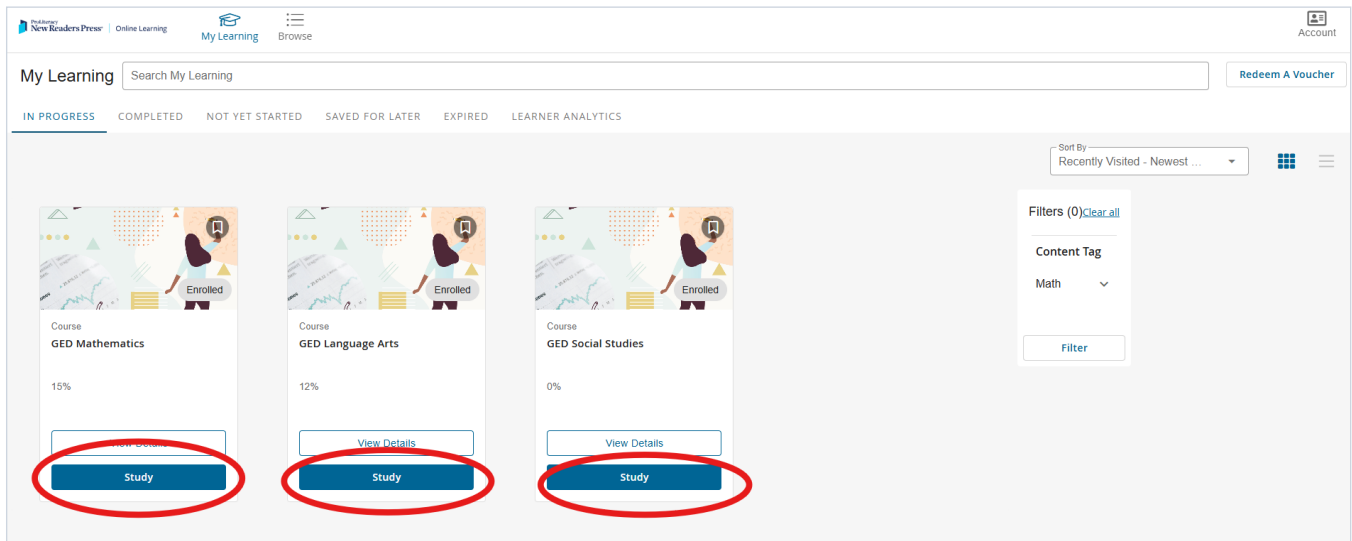 ProLiteracy
New Readers Press
Online Learning
My Learning
Browse
Account
My Learning
Search My Learning
Redeem A Voucher
IN PROGRESS
COMPLETED
NOT YET STARTED
SAVED FOR LATER
EXPIRED
LEARNER ANALYTICS
Sort By
Recently Visited - Newest ...
Filters (0)Clear all
Content Tag
Math
Filter
Enrolled
Course
GED Mathematics
15%
View Details
Study
Enrolled
Course
GED Language Arts
12%
View Details
Study
Enrolled
Course
GED Social Studies
0%
View Details
Study